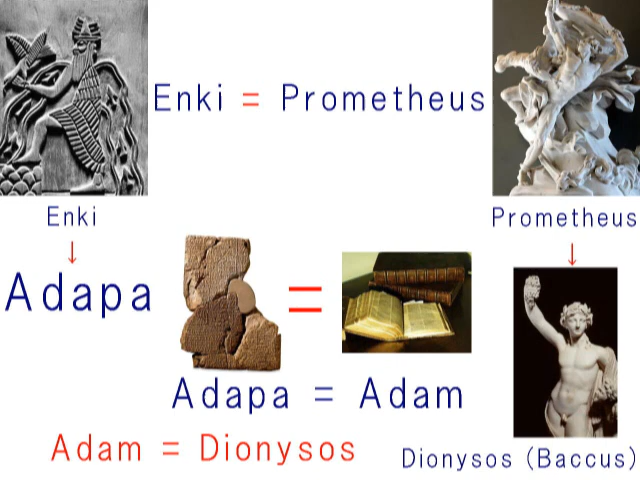 Enki = Prometheus
Enki
Prometheus
↓
↓
Adapa
=
Adapa = Adam
Adam = Dionysos
Dionysos (Baccus)